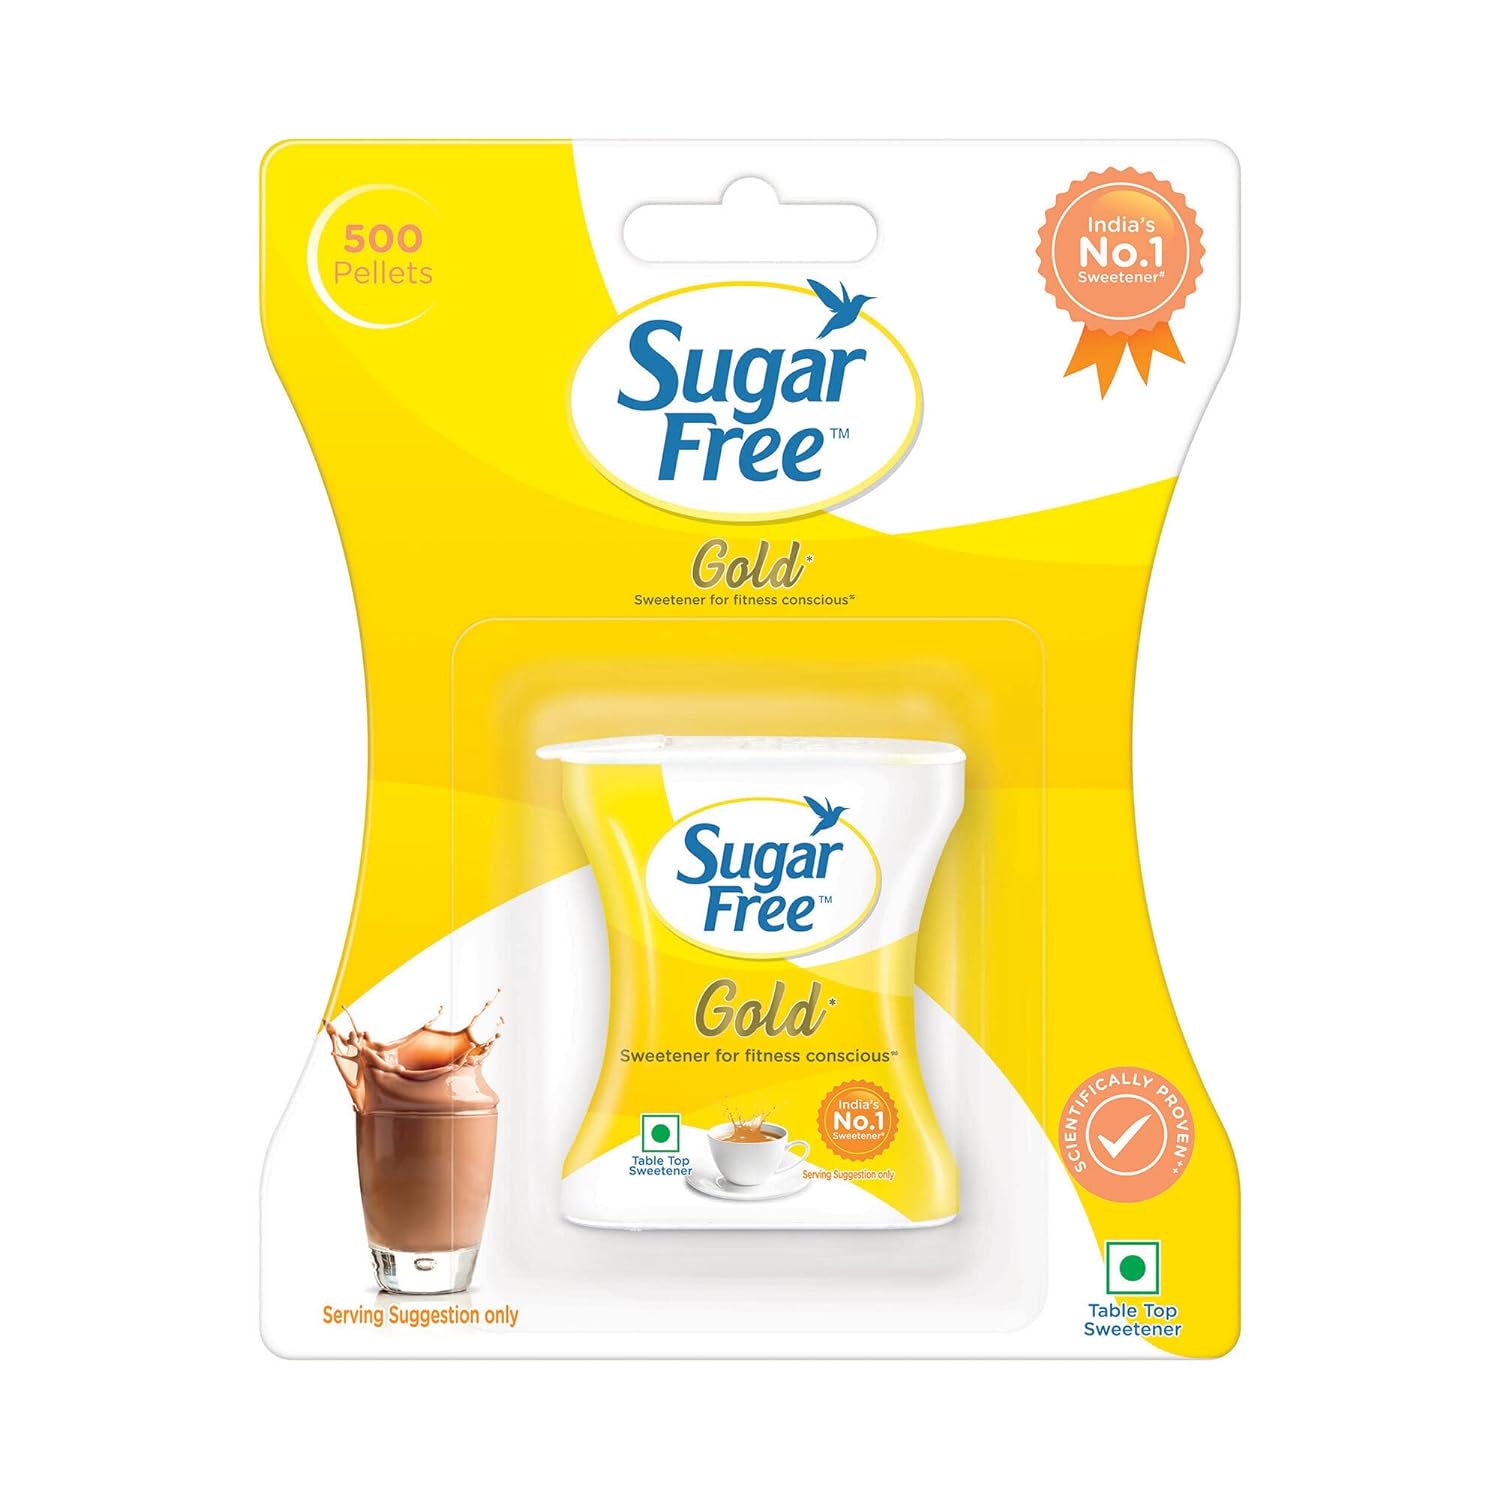 500
Pellets
India's
No.1
Sweetener#
Sugar
Free™
Gold*
Sweetener for fitness conscious≈
Sugar
Free™
Gold*
Sweetener for fitness conscious≈
India's
No.1
Sweetener#
Table Top
Sweetener
Serving Suggestion only
SCIENTIFICALLY PROVEN++
Serving Suggestion only
Table Top
Sweetener